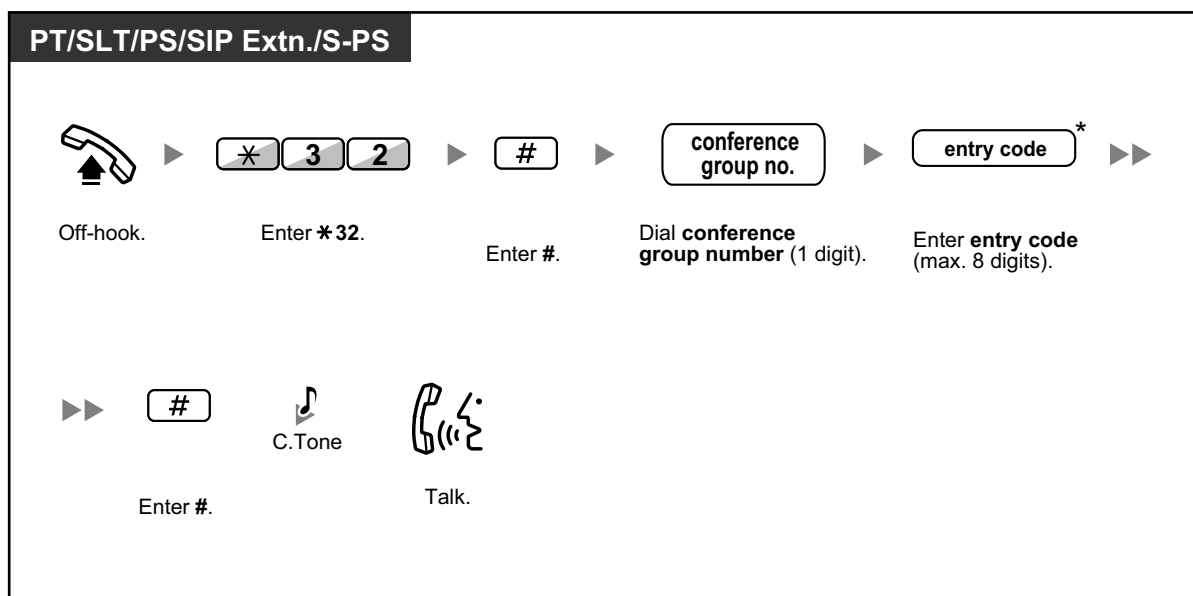 PT/SLT/PS/SIP Extn./S-PS
* 3 2
#
conference
group no.
entry code
*
Off-hook.
Enter *32.
Enter #.
Dial conference
group number (1 digit).
Enter entry code
(max. 8 digits).
#
C.Tone
Enter #.
Talk.